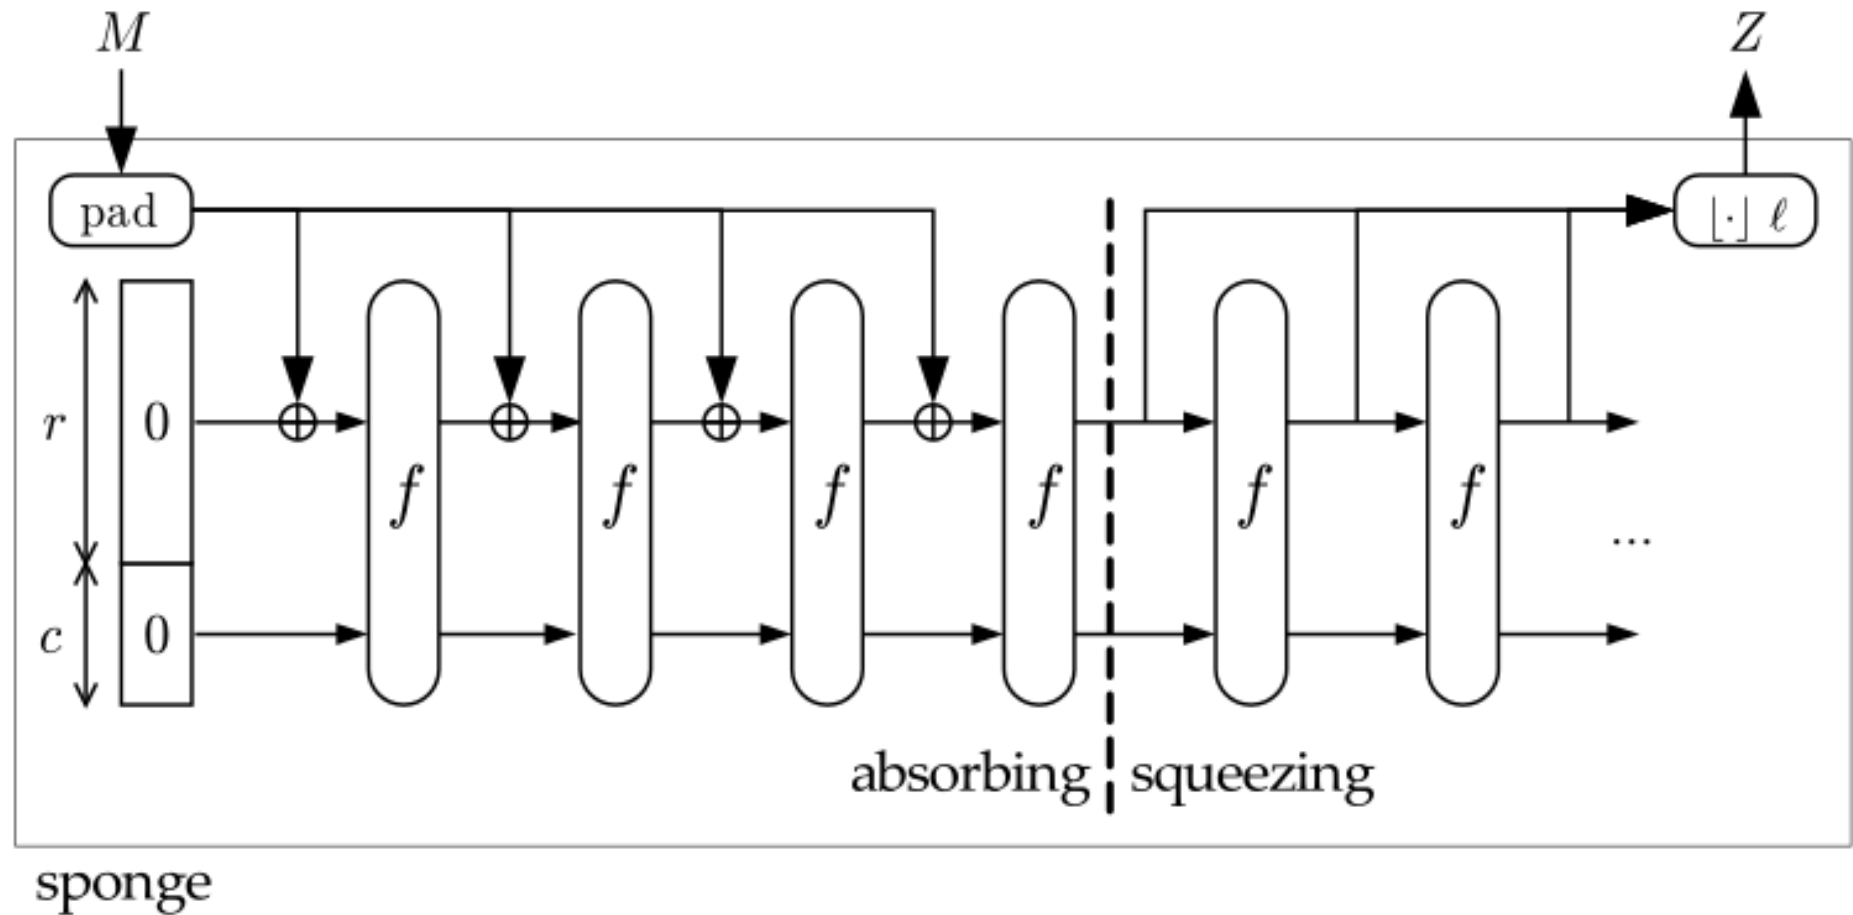 M
Z
pad
⌊·⌋ ℓ
r
0
f
f
f
f
f
f
...
c
0
absorbing
squeezing
sponge